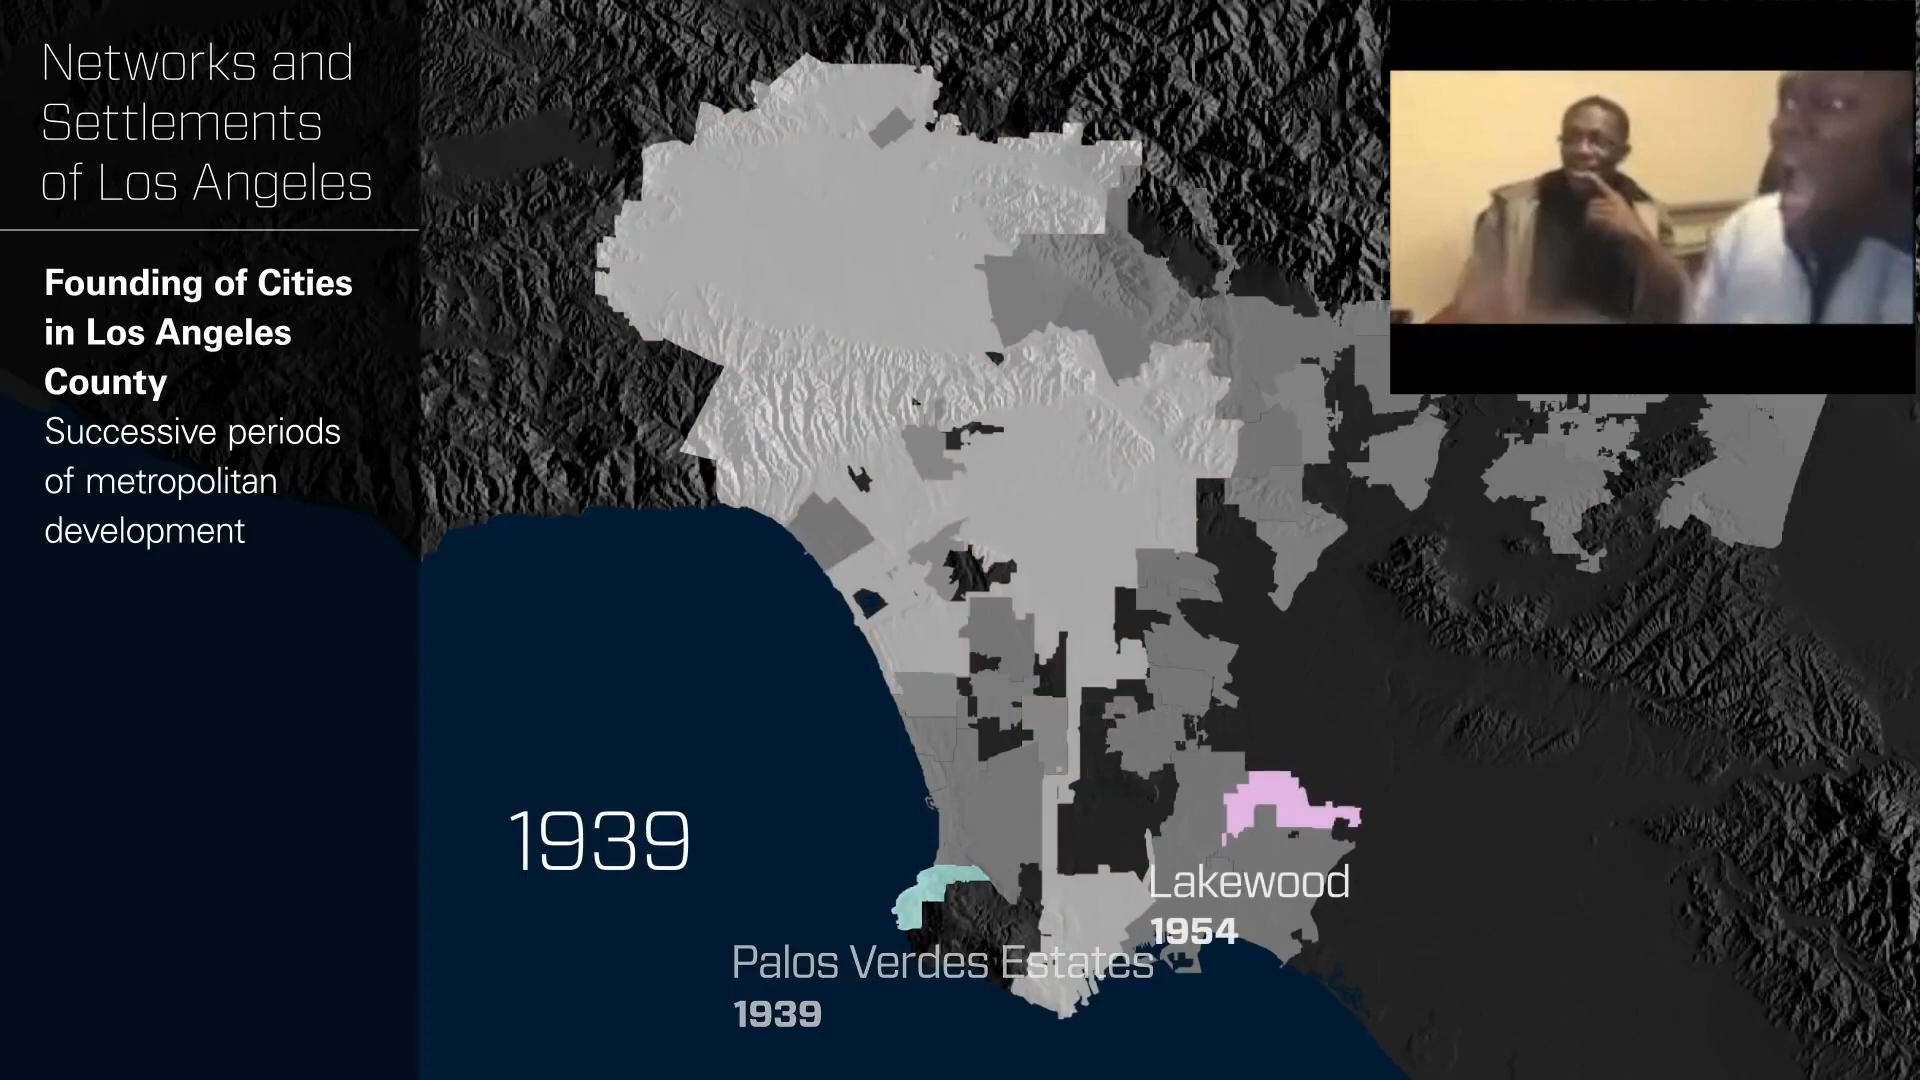 Networks and
Settlements
of Los Angeles
Founding of Cities
in Los Angeles
County
Successive periods
of metropolitan
development
1939
Lakewood
1954
Palos Verdes Estates
1939